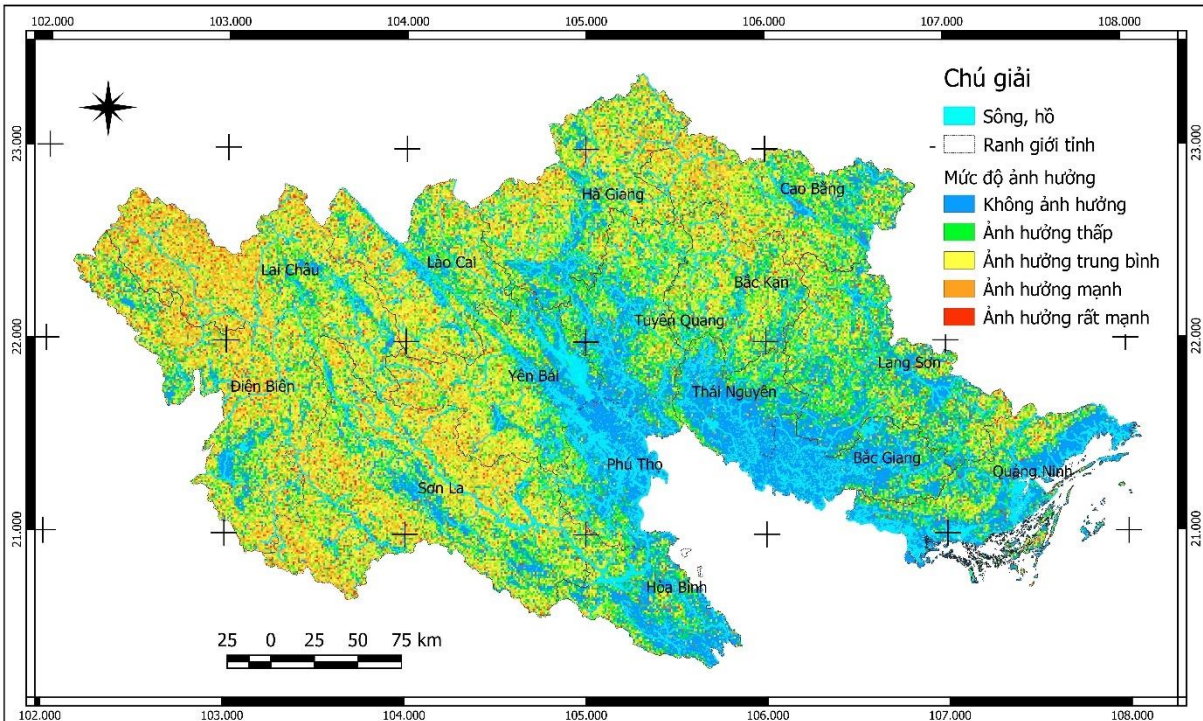 102.000 103.000 104.000 105.000 106.000 107.000 108.000
Chú giải
Sông, hồ
Ranh giới tỉnh
Mức độ ảnh hưởng
Không ảnh hưởng
Ảnh hưởng thấp
Ảnh hưởng trung bình
Ảnh hưởng mạnh
Ảnh hưởng rất mạnh
23.000 23.000
Hà Giang
Cao Bằng
Lai Châu
Lào Cai
Bắc Kạn
Tuyên Quang
22.000 22.000
Lạng Sơn
Điện Biên
Yên Bái
Thái Nguyên
Phú Thọ
Bắc Giang
Quảng Ninh
Sơn La
21.000 21.000
Hòa Bình
25 0 25 50 75 km
102.000 103.000 104.000 105.000 106.000 107.000 108.000